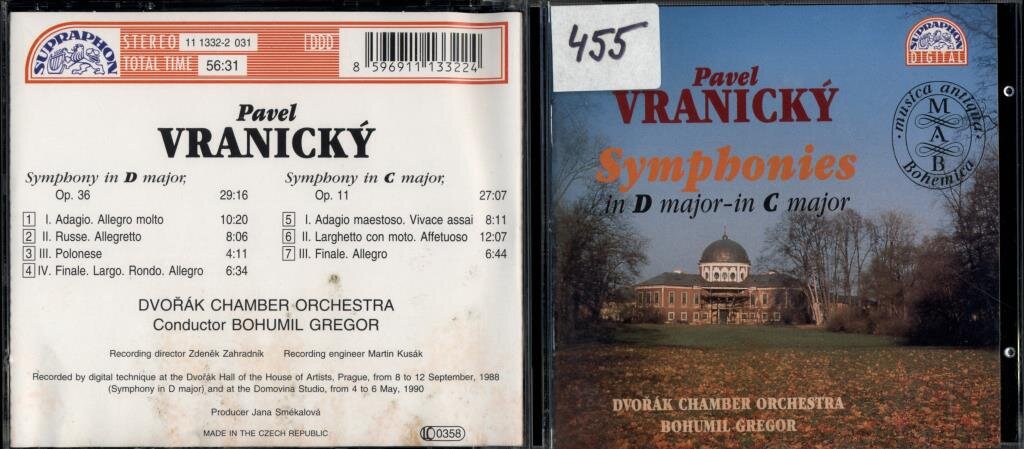 SUPRAPHON
STEREO 11 1332-2 031
DDD
TOTAL TIME 56:31
8 596911 133224
Pavel
VRANICKÝ
Symphony in D major,
Op. 36 29:16
1 I. Adagio. Allegro molto 10:20
2 II. Russe. Allegretto 8:06
3 III. Polonese 4:11
4 IV. Finale. Largo. Rondo. Allegro 6:34
Symphony in C major,
Op. 11 27:07
5 I. Adagio maestoso. Vivace assai 8:11
6 II. Larghetto con moto. Affetuoso 12:07
7 III. Finale. Allegro 6:44
DVOŘÁK CHAMBER ORCHESTRA
Conductor BOHUMIL GREGOR
Recording director Zdeněk Zahradník Recording engineer Martin Kusák
Recorded by digital technique at the Dvořák Hall of the House of Artists, Prague, from 8 to 12 September, 1988
(Symphony in D major) and at the Domovina Studio, from 4 to 6 May, 1990
Producer Jana Smékalová
MADE IN THE CZECH REPUBLIC
0358
455
SUPRAPHON
DIGITAL
Pavel
VRANICKÝ
musica antiqua
MAB
Bohemica
Symphonies
in D major-in C major
DVOŘÁK CHAMBER ORCHESTRA
BOHUMIL GREGOR